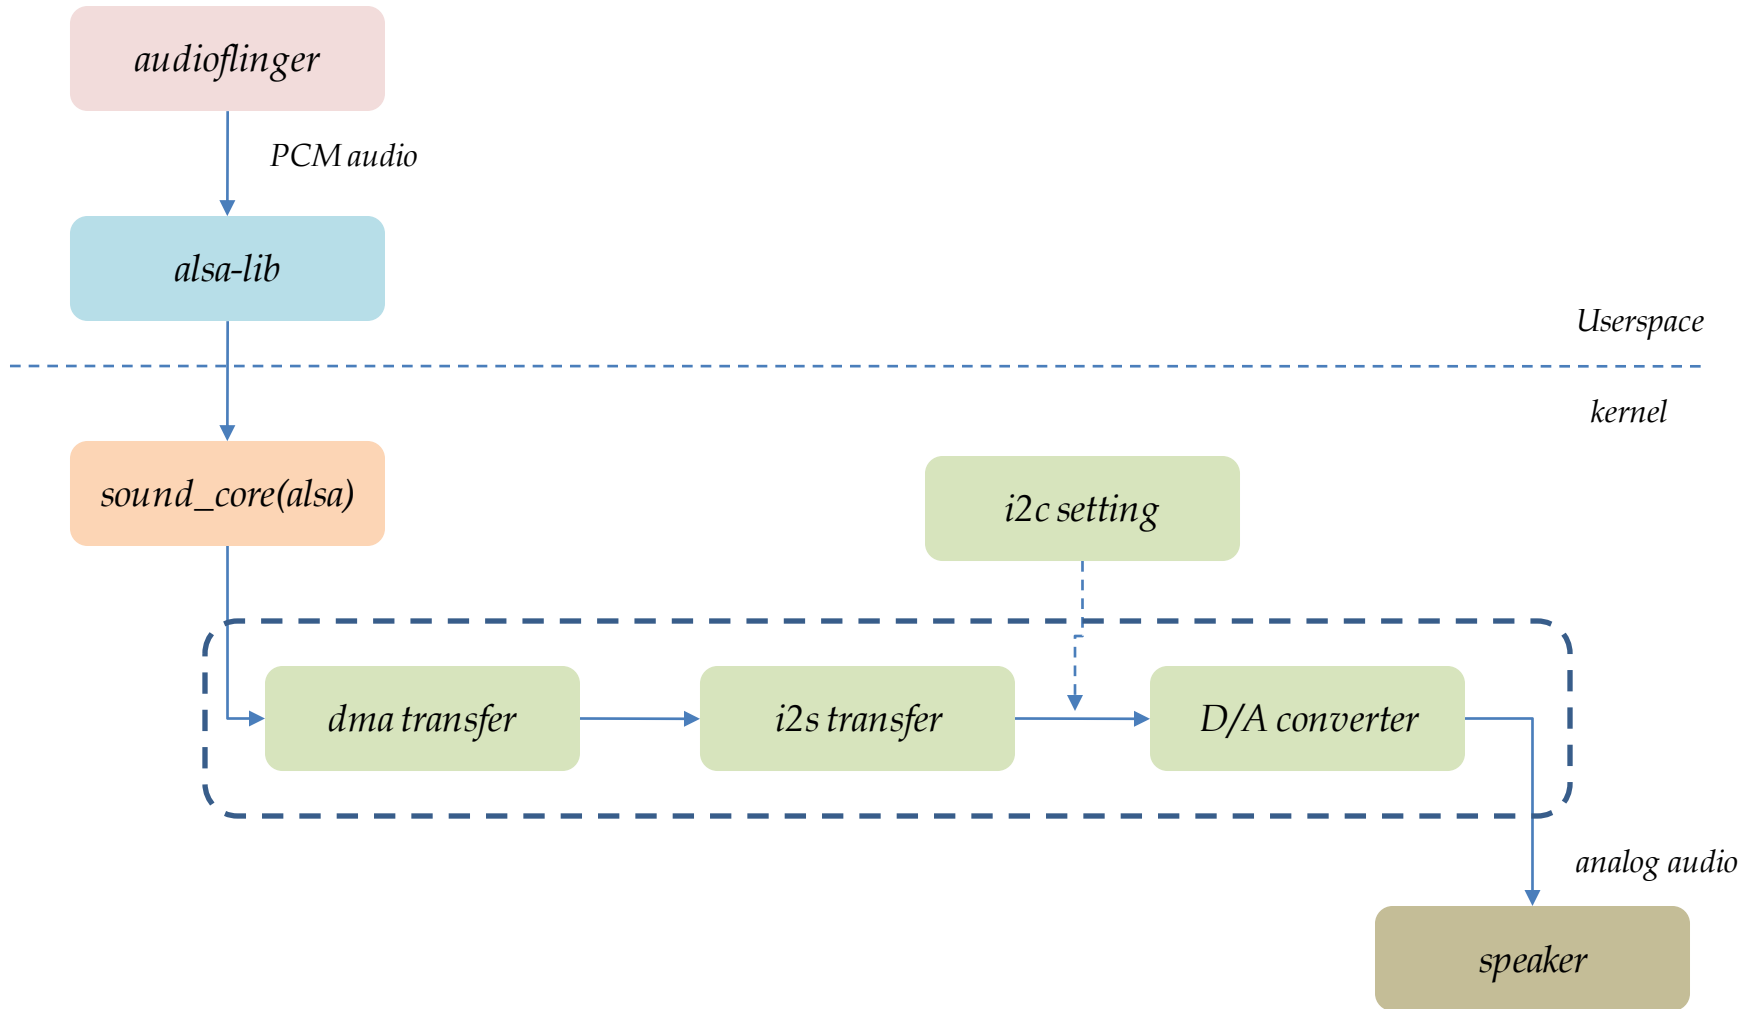 audioflinger
PCM audio
alsa-lib
Userspace
kernel
sound_core(alsa)
i2c setting
dma transfer
i2s transfer
D/A converter
analog audio
speaker